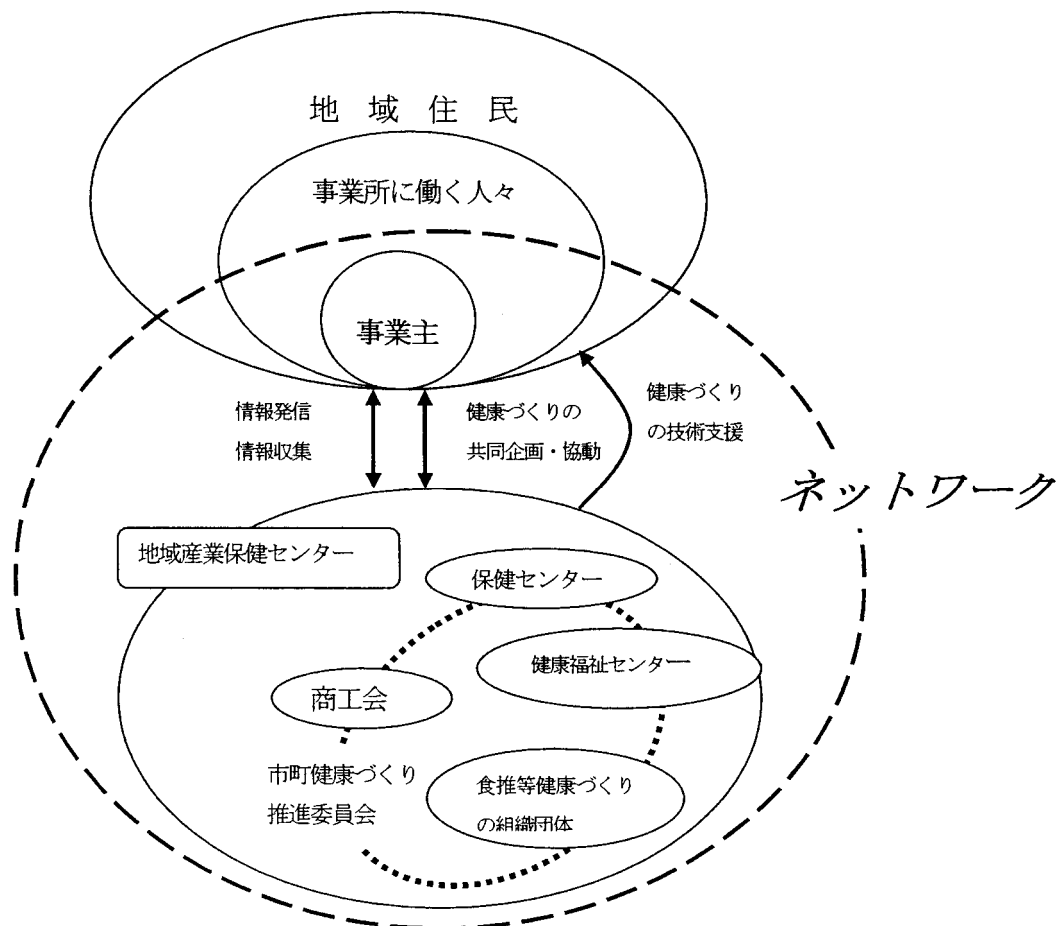 地域住民
事業所に働く人々
事業主
情報発信
情報収集
健康づくりの
共同企画・協動
健康づくり
の技術支援
ネットワーク
地域産業保健センター
保健センター
健康福祉センター
商工会
市町健康づくり
推進委員会
食推等健康づくり
の組織団体